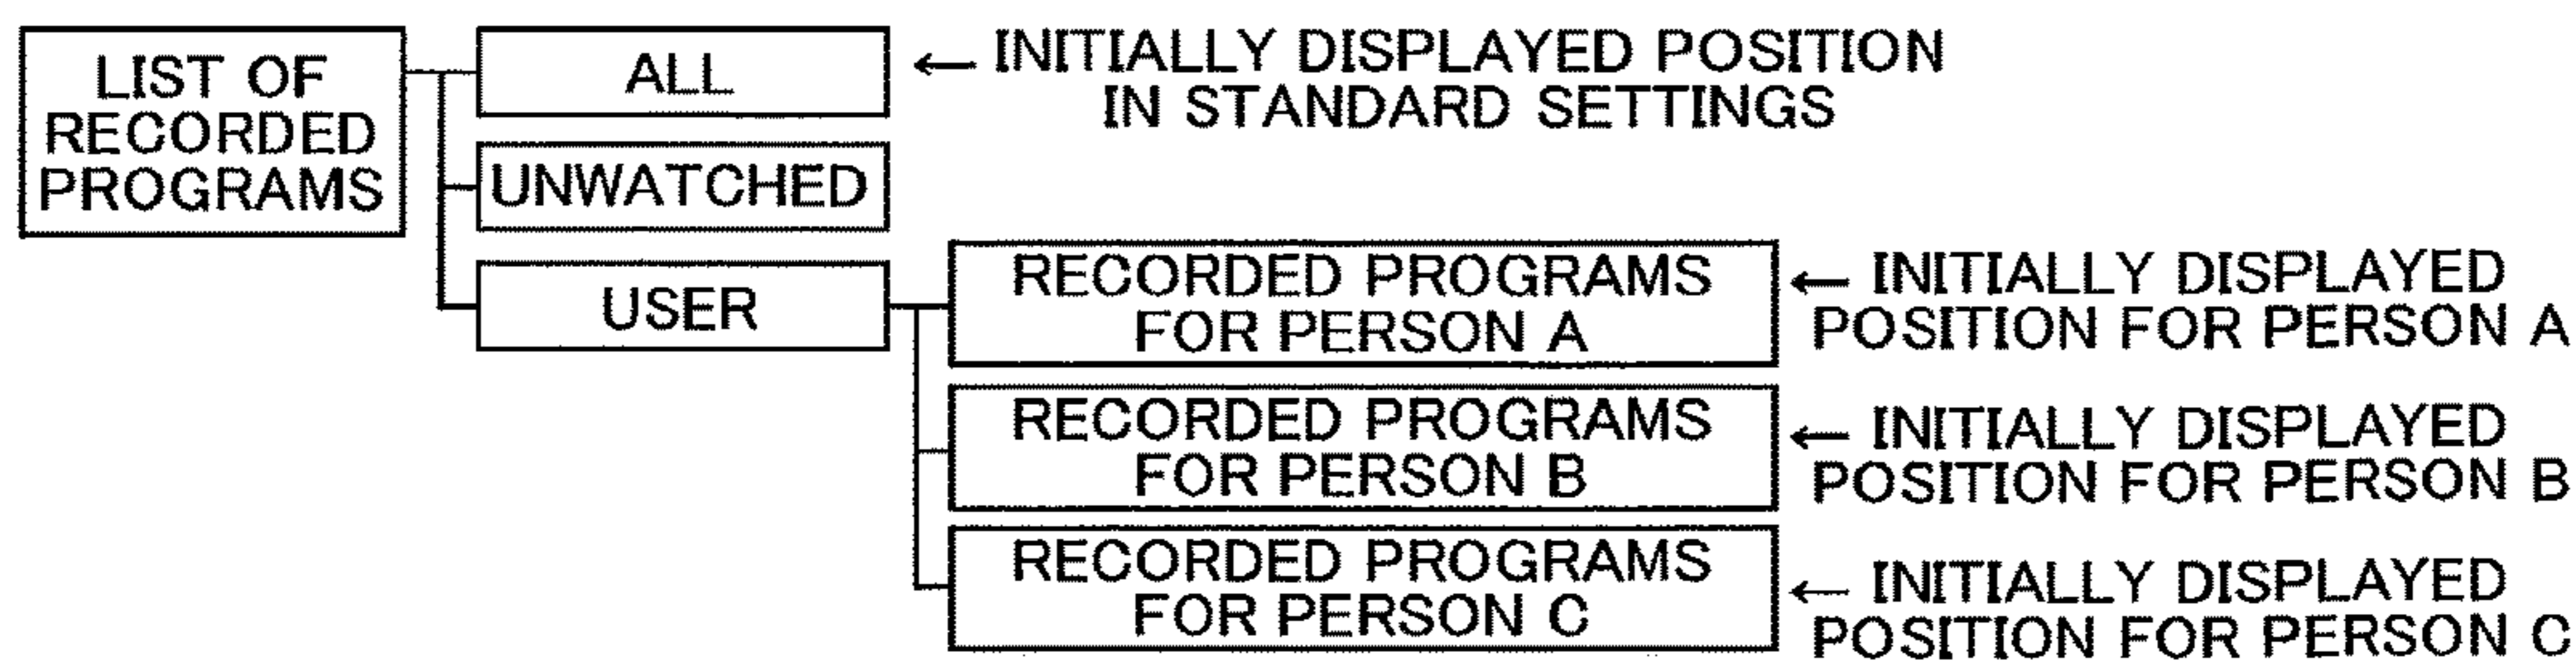 LIST OF
RECORDED
PROGRAMS
ALL
← INITIALLY DISPLAYED POSITION
IN STANDARD SETTINGS
UNWATCHED
USER
RECORDED PROGRAMS
FOR PERSON A
← INITIALLY DISPLAYED
POSITION FOR PERSON A
RECORDED PROGRAMS
FOR PERSON B
← INITIALLY DISPLAYED
POSITION FOR PERSON B
RECORDED PROGRAMS
FOR PERSON C
← INITIALLY DISPLAYED
POSITION FOR PERSON C